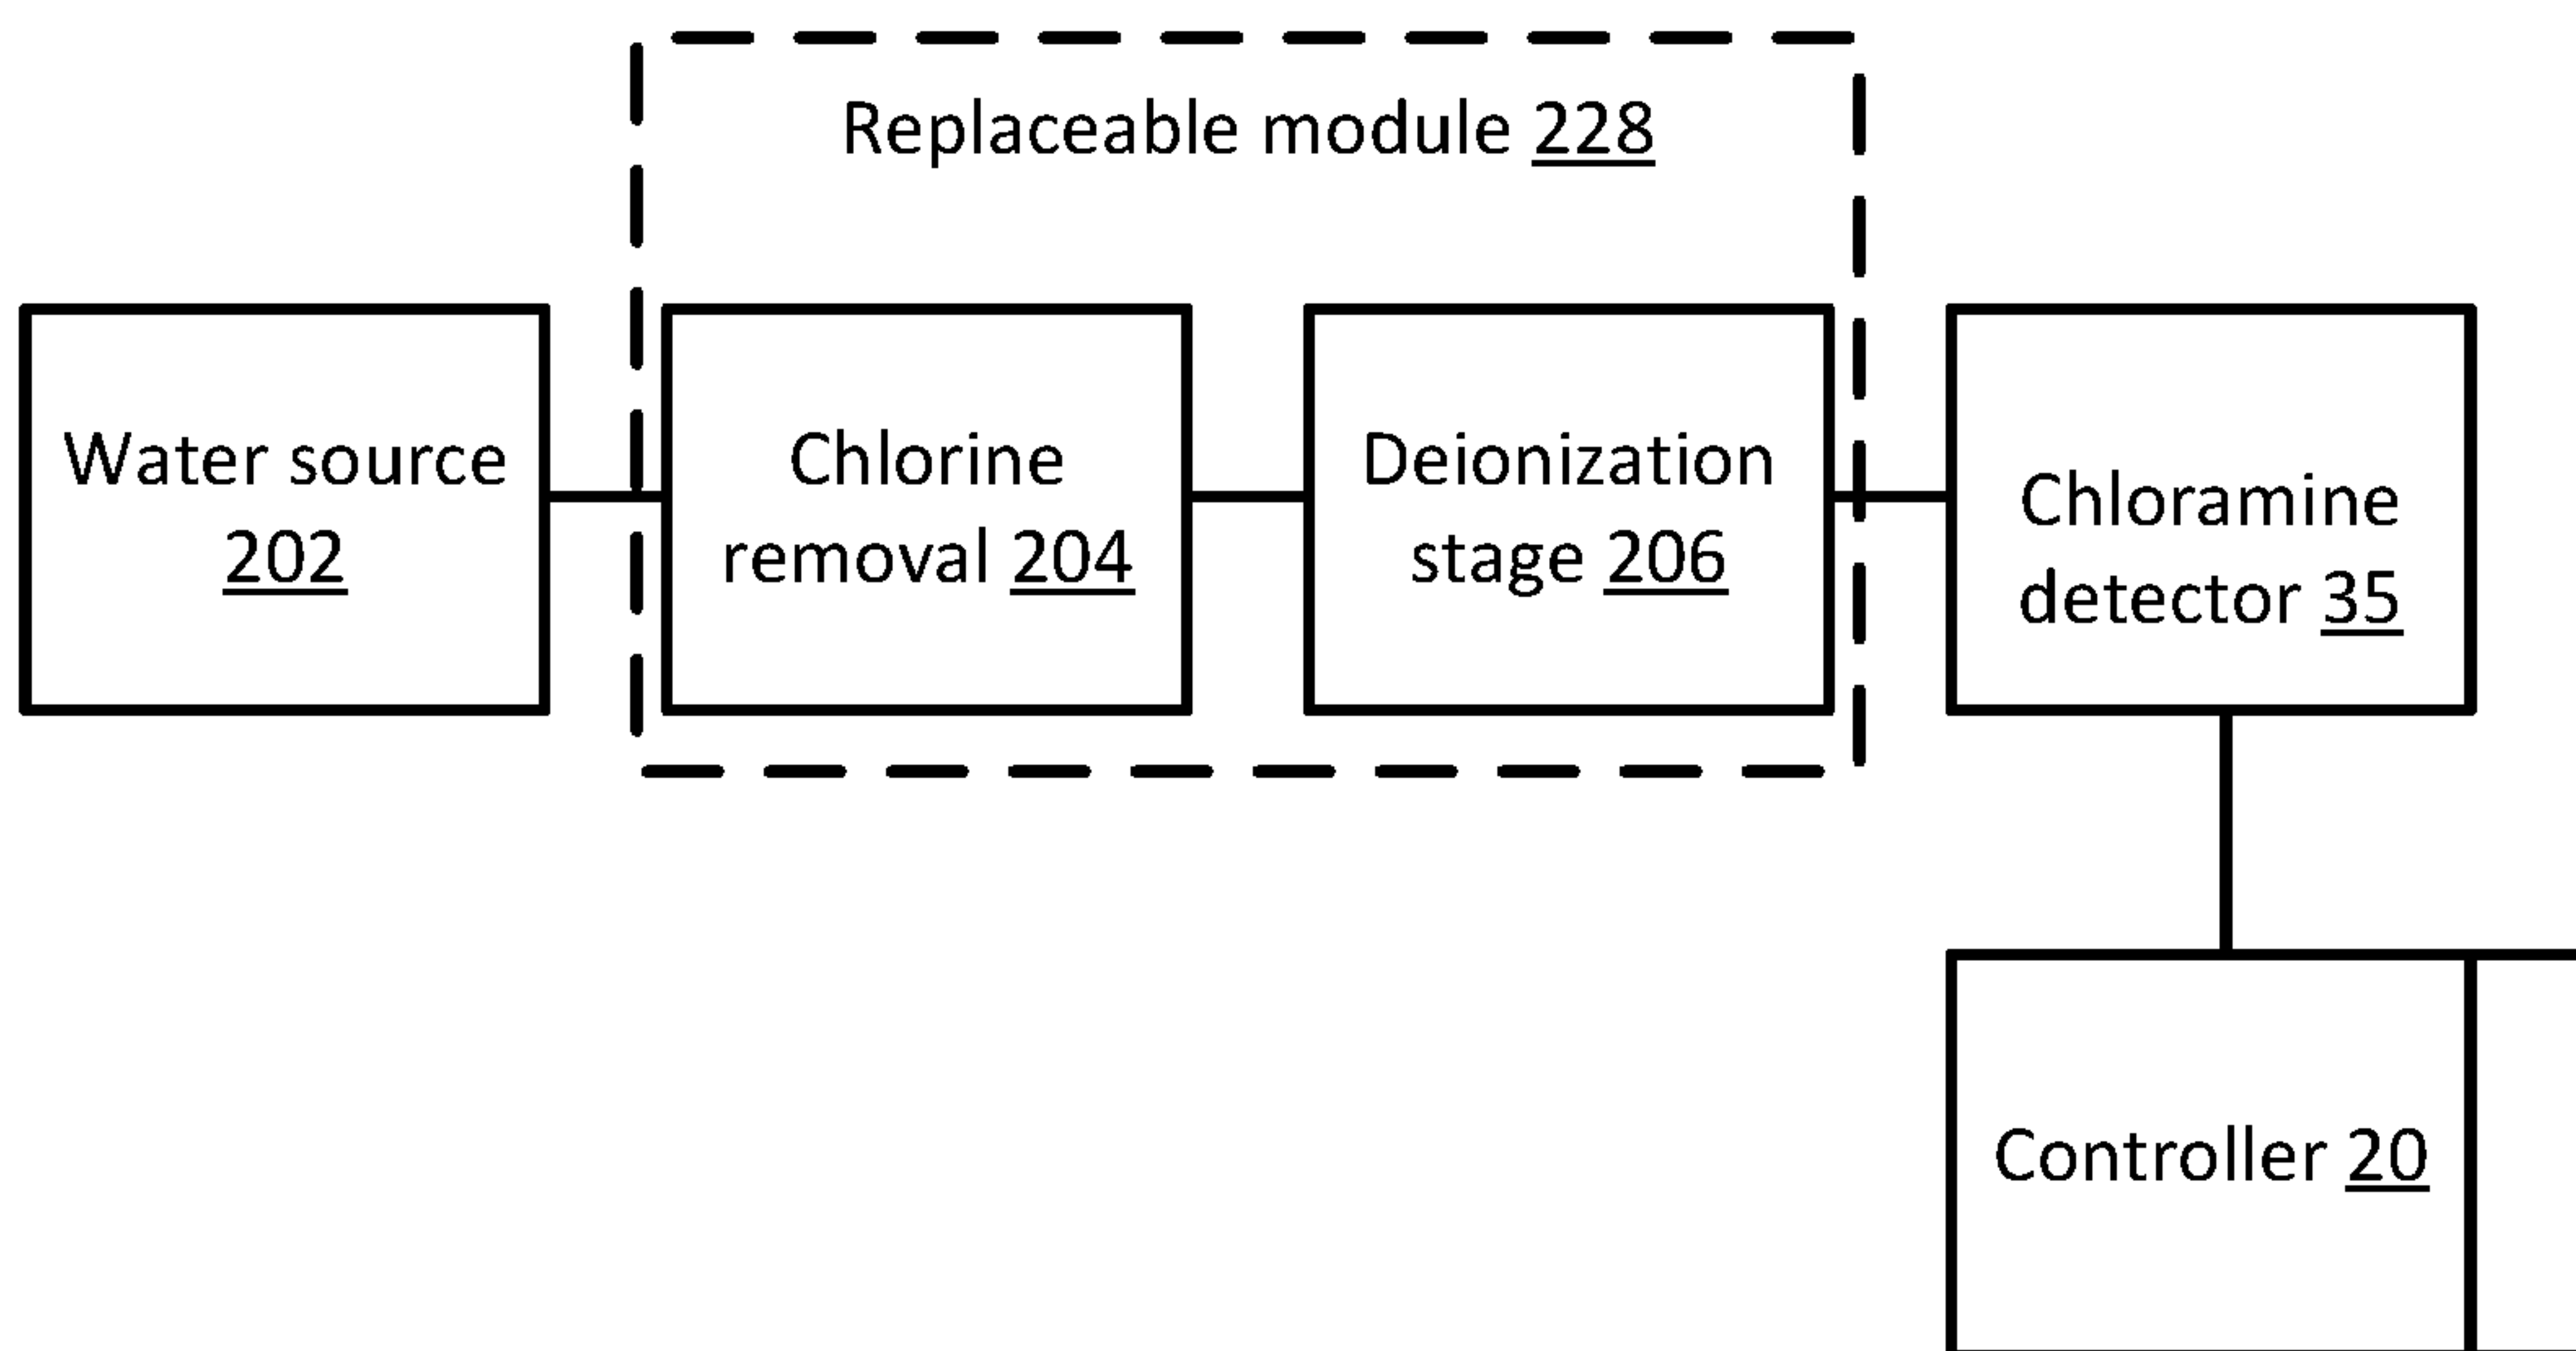 Replaceable module 228
Water source
202
Chlorine
removal 204
Deionization
stage 206
Chloramine
detector 35
Controller 20